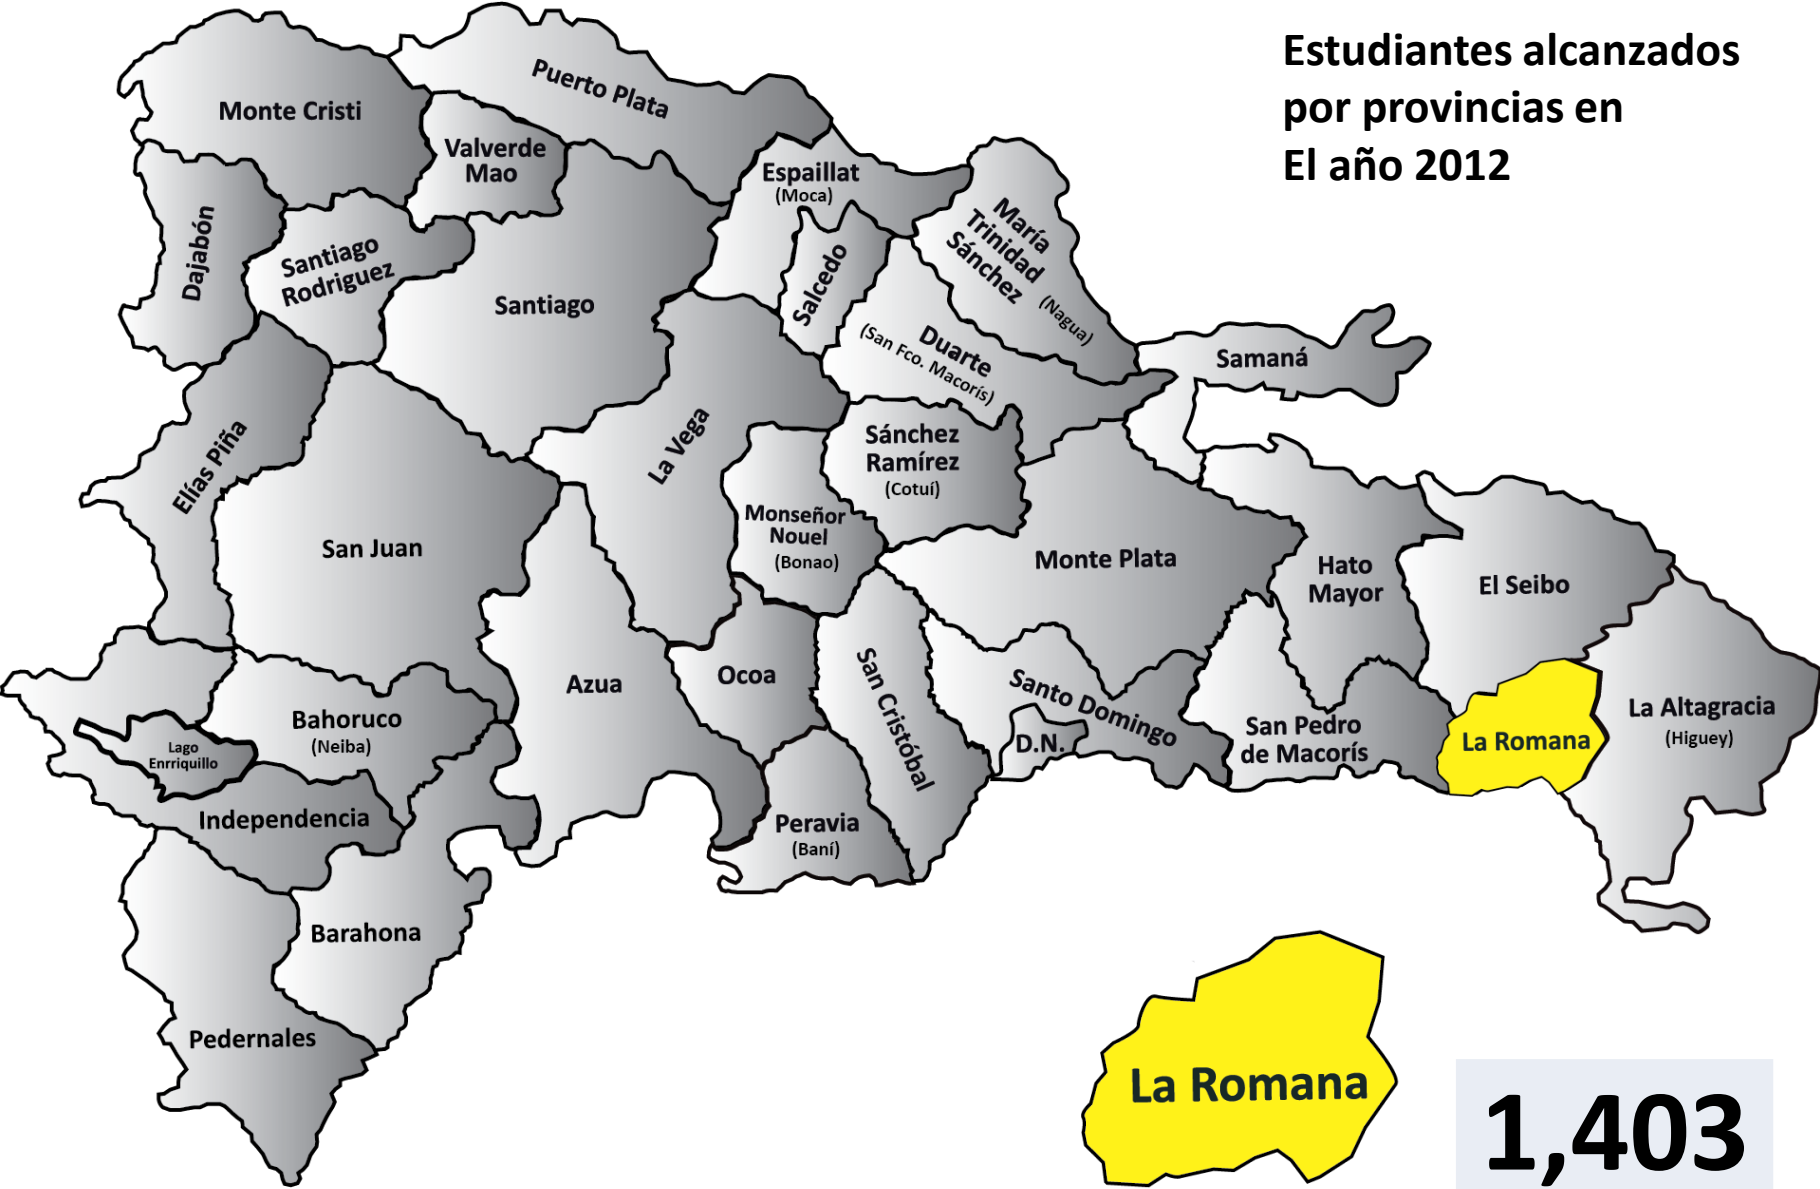 Estudiantes alcanzados
por provincias en
El año 2012
Puerto Plata
Monte Cristi
Valverde
Mao
Espaillat
(Moca)
Dajabón
Santiago
Rodriguez
Santiago
Salcedo
María
Trinidad
Sánchez
(Nagua)
Duarte
(San Fco. Macorís)
Samaná
Elías Piña
La Vega
Sánchez
Ramírez
(Cotuí)
San Juan
Monseñor
Nouel
(Bonao)
Monte Plata
Hato
Mayor
El Seibo
Azua
Ocoa
San Cristóbal
Santo Domingo
D.N.
San Pedro
de Macorís
La Romana
La Altagracia
(Higuey)
Bahoruco
(Neiba)
Lago
Enrriquillo
Independencia
Peravia
(Baní)
Barahona
Pedernales
La Romana
1,403